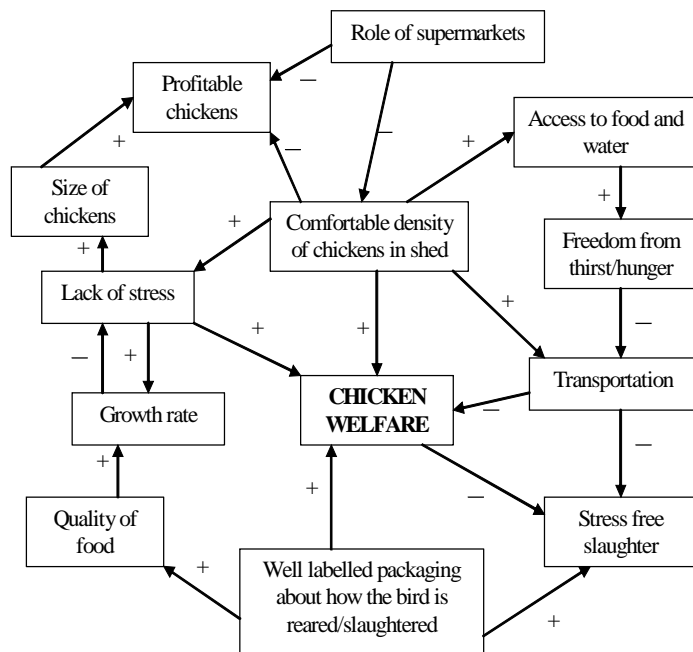 Role of supermarkets
Profitable
chickens
–
+
–
–
+
Access to food and
water
Size of
chickens
+
Comfortable density
of chickens in shed
+
Freedom from
thirst/hunger
+
Lack of stress
+
+
+
–
–
+
Growth rate
CHICKEN
WELFARE
–
Transportation
–
+
Quality of
food
+
–
Stress free
slaughter
+
Well labelled packaging
about how the bird is
reared/slaughtered
+